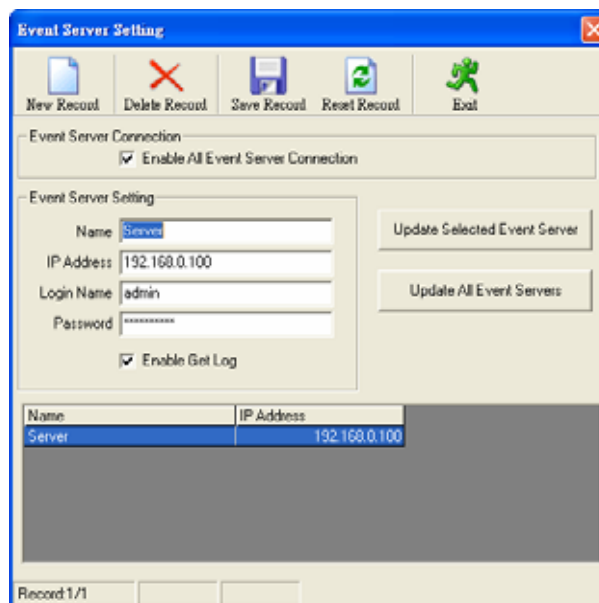 Event Server Setting
New Record Delete Record Save Record Reset Record Exit
Event Server Connection
Enable All Event Server Connection
Event Server Setting
Name Server
IP Address 192.168.0.100
Login Name admin
Password **********
Enable Get Log
Update Selected Event Server
Update All Event Servers
Name IP Address
Server 192.168.0.100
Record:1/1